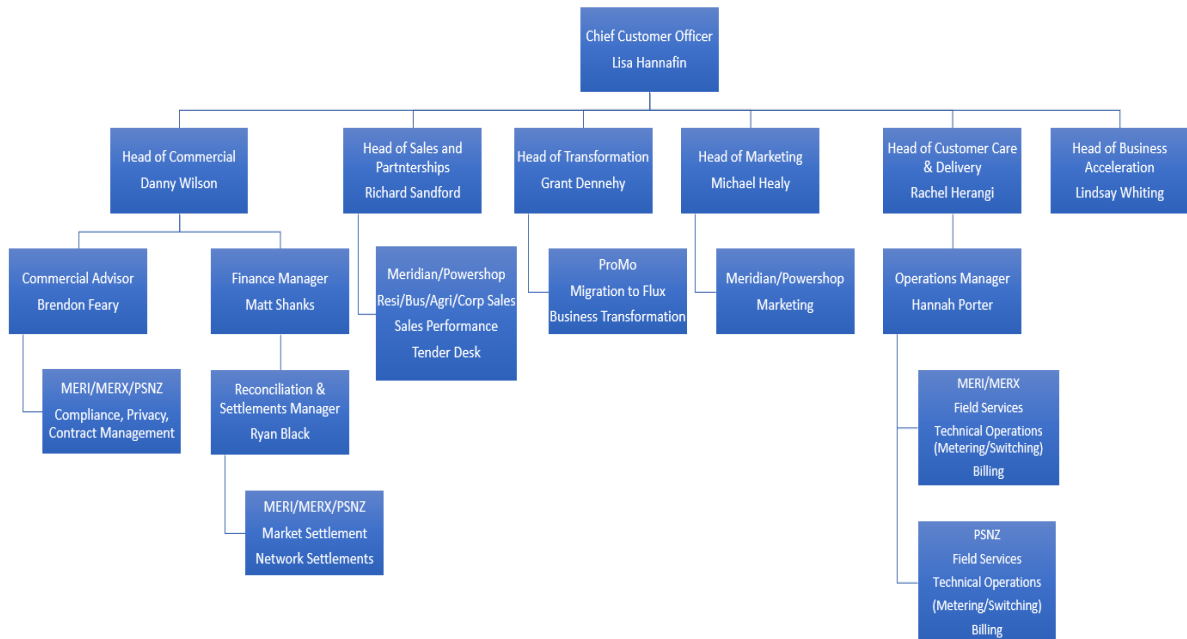 Chief Customer Officer
Lisa Hannafin
Head of Commercial
Danny Wilson
Head of Sales and
Partnterships
Richard Sandford
Head of Transformation
Grant Dennehy
Head of Marketing
Michael Healy
Head of Customer Care
& Delivery
Rachel Herangi
Head of Business
Acceleration
Lindsay Whiting
Commercial Advisor
Brendon Feary
Finance Manager
Matt Shanks
Meridian/Powershop
Resi/Bus/Agri/Corp Sales
Sales Performance
Tender Desk
ProMo
Migration to Flux
Business Transformation
Meridian/Powershop
Marketing
Operations Manager
Hannah Porter
MERI/MERX/PSNZ
Compliance, Privacy,
Contract Management
Reconciliation &
Settlements Manager
Ryan Black
MERI/MERX
Field Services
Technical Operations
(Metering/Switching)
Billing
MERI/MERX/PSNZ
Market Settlement
Network Settlements
PSNZ
Field Services
Technical Operations
(Metering/Switching)
Billing